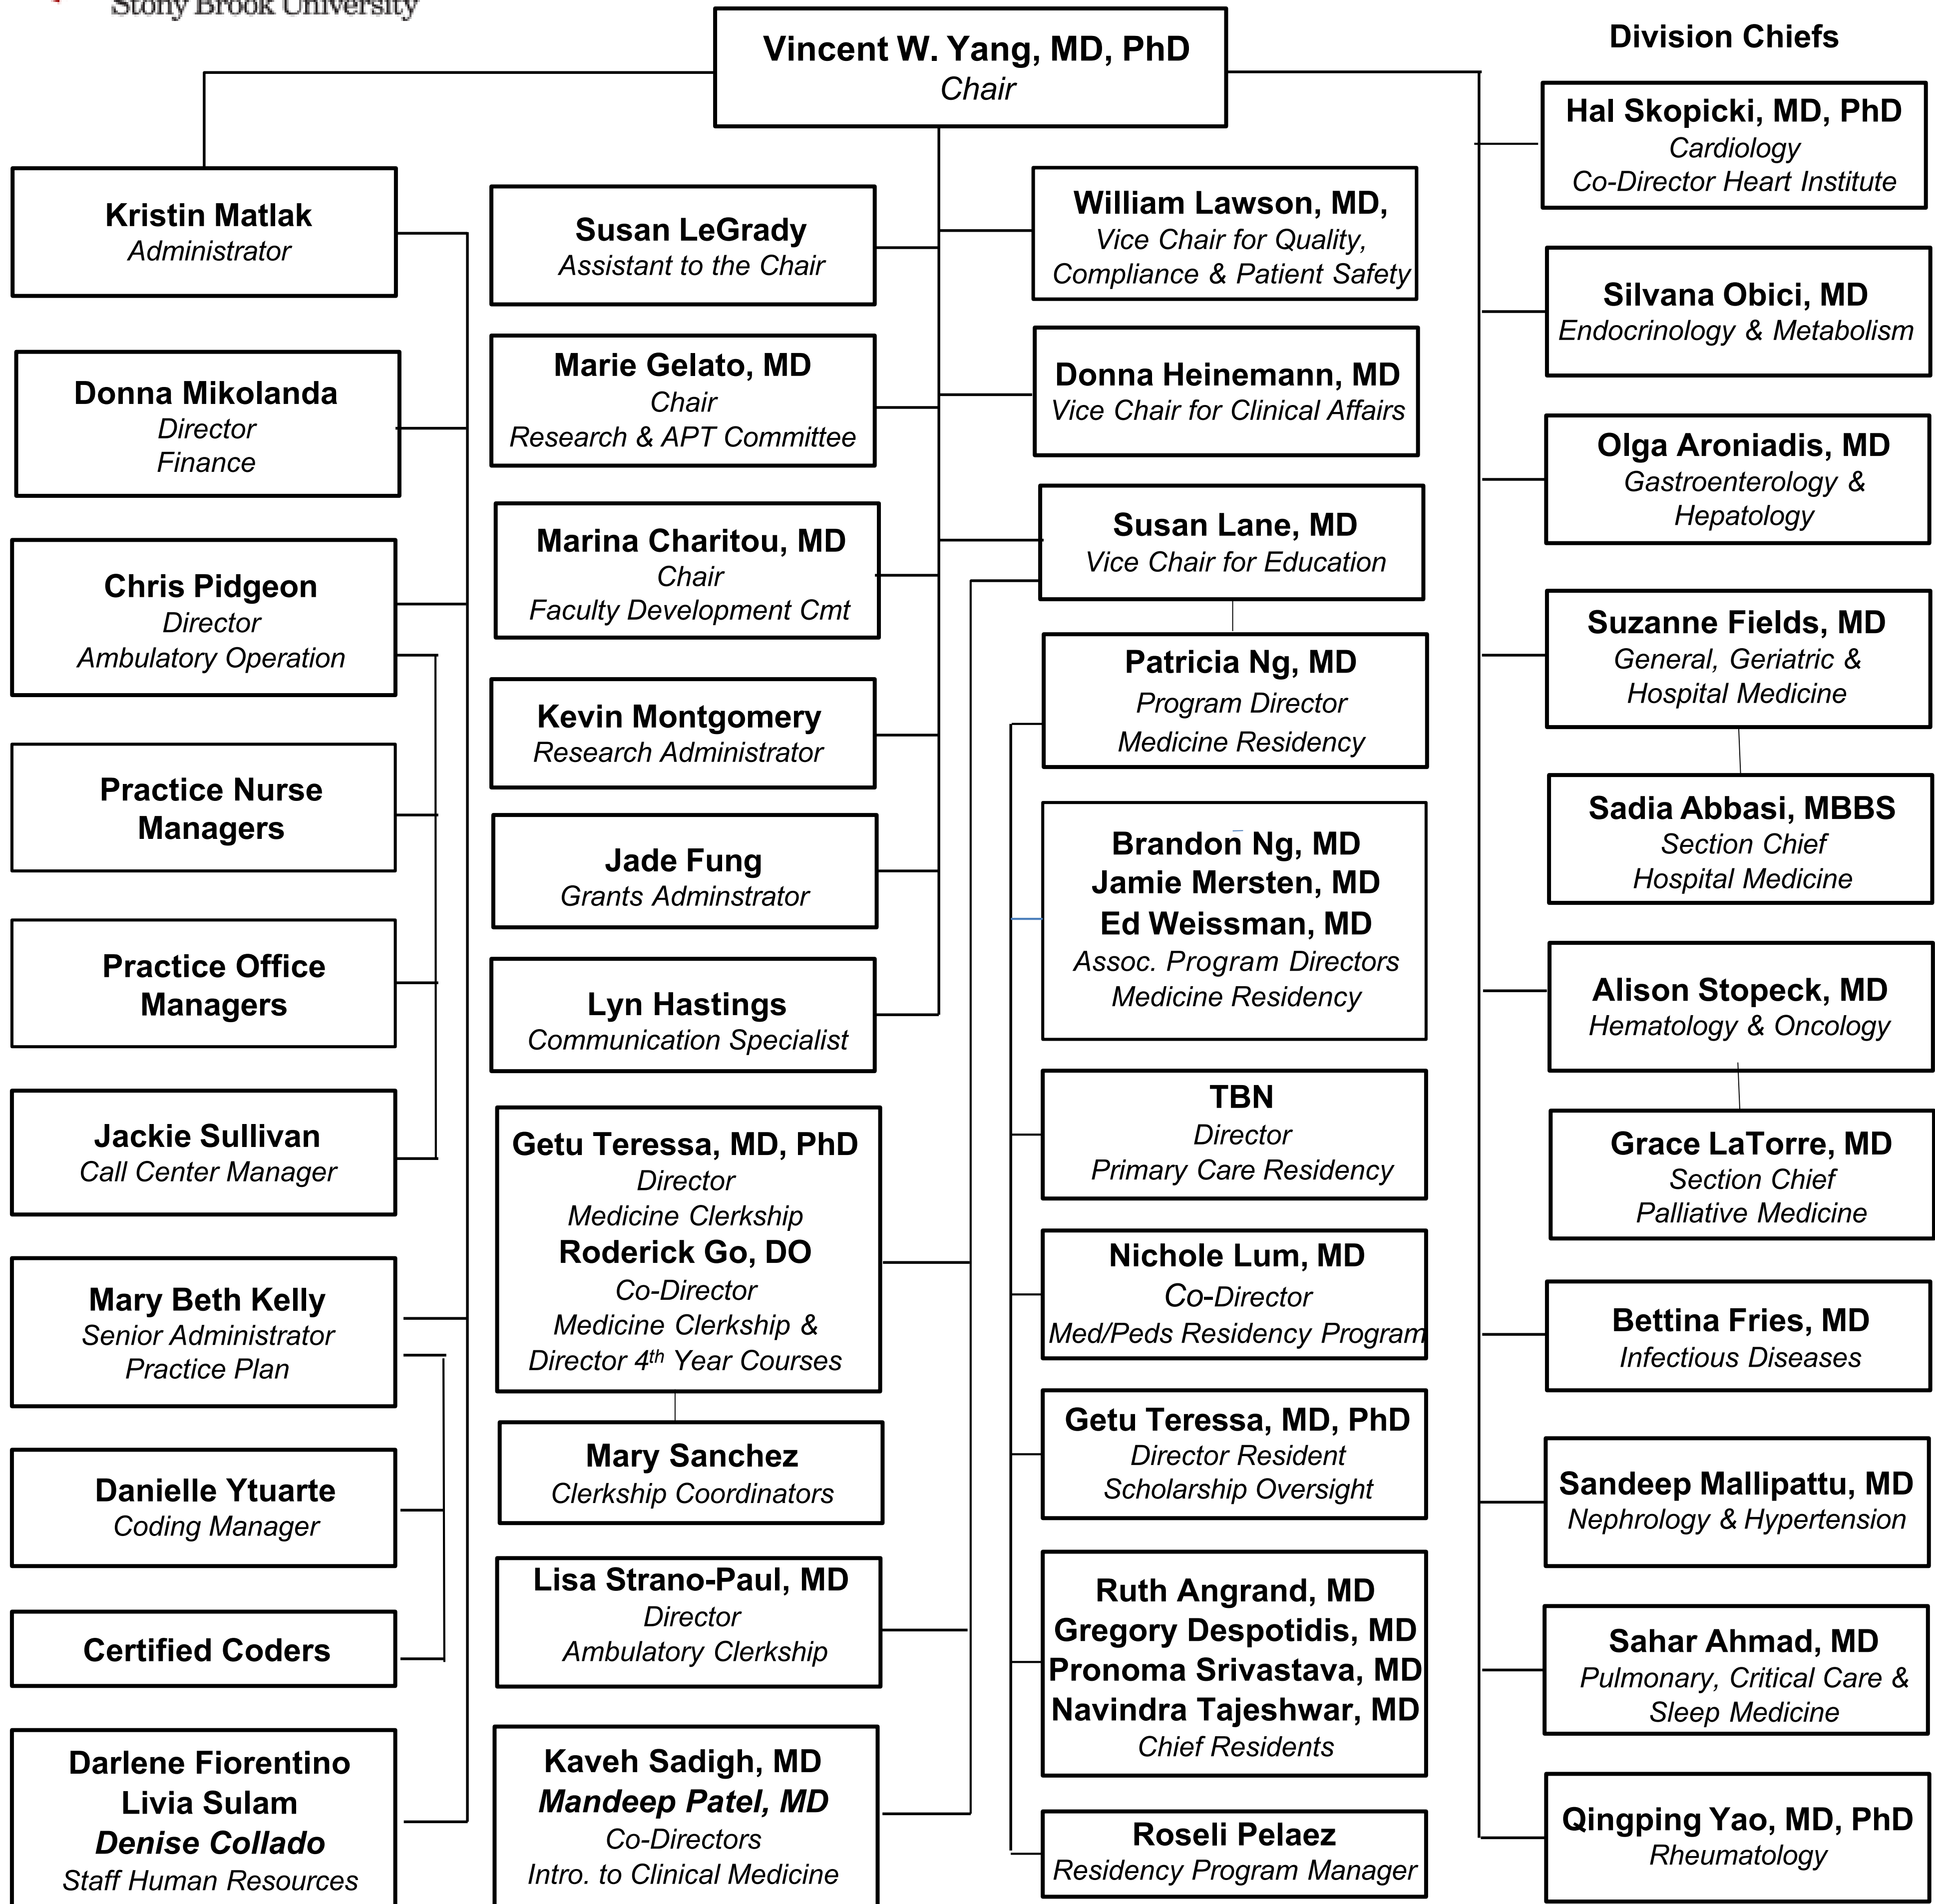 Stony Brook University
Vincent W. Yang, MD, PhD
Chair
Kristin Matlak
Administrator
Donna Mikolanda
Director
Finance
Chris Pidgeon
Director
Ambulatory Operation
Practice Nurse
Managers
Practice Office
Managers
Jackie Sullivan
Call Center Manager
Mary Beth Kelly
Senior Administrator
Practice Plan
Danielle Ytuarte
Coding Manager
Certified Coders
Darlene Fiorentino
Livia Sulam
Denise Collado
Staff Human Resources
Susan LeGrady
Assistant to the Chair
Marie Gelato, MD
Chair
Research & APT Committee
Marina Charitou, MD
Chair
Faculty Development Cmt
Kevin Montgomery
Research Administrator
Jade Fung
Grants Adminstrator
Lyn Hastings
Communication Specialist
Getu Teressa, MD, PhD
Director
Medicine Clerkship
Roderick Go, DO
Co-Director
Medicine Clerkship &
Director 4th Year Courses
Mary Sanchez
Clerkship Coordinators
Lisa Strano-Paul, MD
Director
Ambulatory Clerkship
Kaveh Sadigh, MD
Mandeep Patel, MD
Co-Directors
Intro. to Clinical Medicine
William Lawson, MD,
Vice Chair for Quality,
Compliance & Patient Safety
Donna Heinemann, MD
Vice Chair for Clinical Affairs
Susan Lane, MD
Vice Chair for Education
Patricia Ng, MD
Program Director
Medicine Residency
Brandon Ng, MD
Jamie Mersten, MD
Ed Weissman, MD
Assoc. Program Directors
Medicine Residency
TBN
Director
Primary Care Residency
Nichole Lum, MD
Co-Director
Med/Peds Residency Program
Getu Teressa, MD, PhD
Director Resident
Scholarship Oversight
Ruth Angrand, MD
Gregory Despotidis, MD
Pronoma Srivastava, MD
Navindra Tajeshwar, MD
Chief Residents
Roseli Pelaez
Residency Program Manager
Division Chiefs
Hal Skopicki, MD, PhD
Cardiology
Co-Director Heart Institute
Silvana Obici, MD
Endocrinology & Metabolism
Olga Aroniadis, MD
Gastroenterology &
Hepatology
Suzanne Fields, MD
General, Geriatric &
Hospital Medicine
Sadia Abbasi, MBBS
Section Chief
Hospital Medicine
Alison Stopeck, MD
Hematology & Oncology
Grace LaTorre, MD
Section Chief
Palliative Medicine
Bettina Fries, MD
Infectious Diseases
Sandeep Mallipattu, MD
Nephrology & Hypertension
Sahar Ahmad, MD
Pulmonary, Critical Care &
Sleep Medicine
Qingping Yao, MD, PhD
Rheumatology